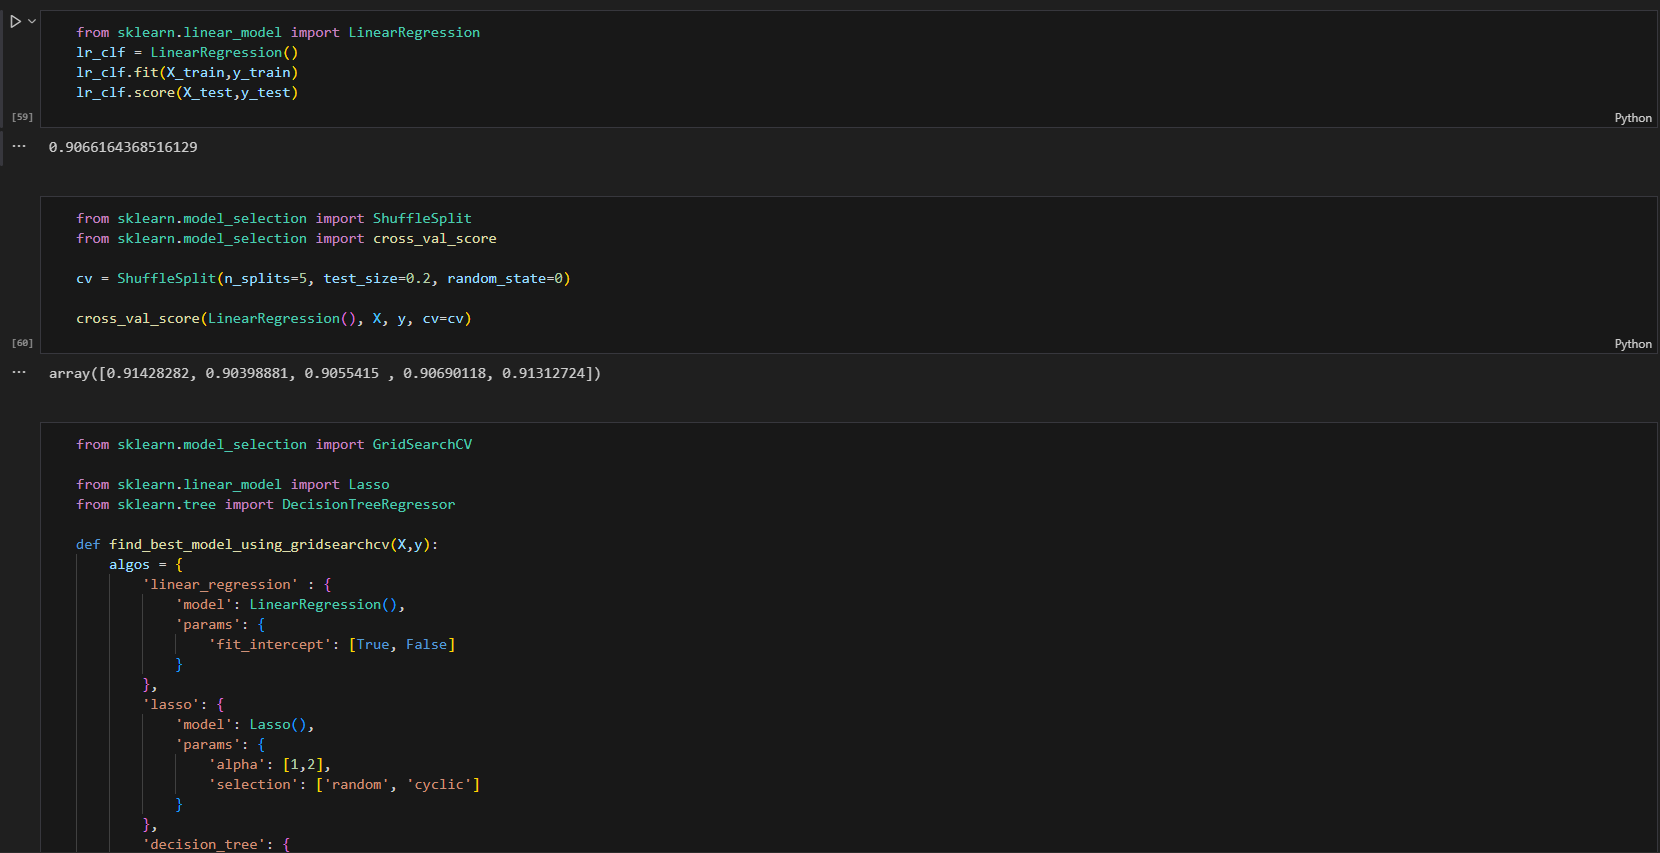 from sklearn.linear_model import LinearRegression
lr_clf = LinearRegression()
lr_clf.fit(X_train,y_train)
lr_clf.score(X_test,y_test)
[59]
Python
0.9066164368516129
from sklearn.model_selection import ShuffleSplit
from sklearn.model_selection import cross_val_score
cv = ShuffleSplit(n_splits=5, test_size=0.2, random_state=0)
cross_val_score(LinearRegression(), X, y, cv=cv)
[60]
Python
array([0.91428282, 0.90398881, 0.9055415 , 0.90690118, 0.91312724])
from sklearn.model_selection import GridSearchCV
from sklearn.linear_model import Lasso
from sklearn.tree import DecisionTreeRegressor
def find_best_model_using_gridsearchcv(X,y):
    algos = {
        'linear_regression' : {
            'model': LinearRegression(),
            'params': {
                'fit_intercept': [True, False]
            }
        },
        'lasso': {
            'model': Lasso(),
            'params': {
                'alpha': [1,2],
                'selection': ['random', 'cyclic']
            }
        },
        'decision_tree': {